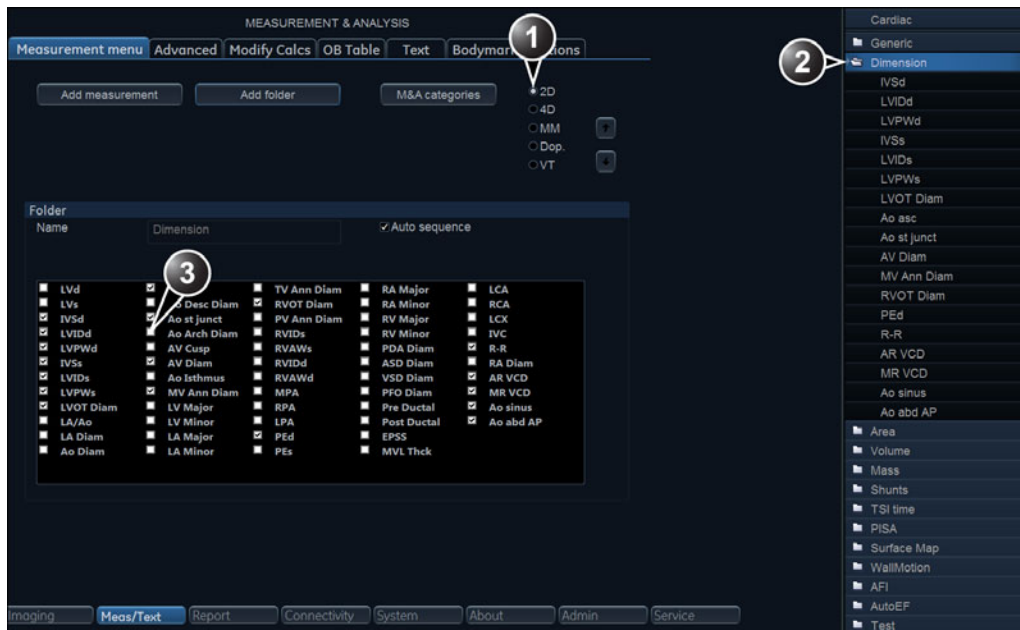 MEASUREMENT & ANALYSIS
Measurement menu Advanced Modify Calcs OB Table Text
1
Add measurement Add folder M&A categories
2D
4D
MM
Dop.
VT
Folder
Name Dimension Auto sequence
3
LVd
LVs
IVSd
LVIDd
LVPWd
IVSs
LVIDs
LVPWs
LVOT Diam
LA/Ao
LA Diam
Ao Diam
Desc Diam
Ao st junct
Ao Arch Diam
AV Cusp
AV Diam
Ao Isthmus
MV Ann Diam
LV Major
LV Minor
LA Major
LA Minor
TV Ann Diam
RVOT Diam
PV Ann Diam
RVIDs
RVAWs
RVIDd
RVAWd
MPA
RPA
LPA
PEd
PEs
RA Major
RA Minor
RV Major
RV Minor
PDA Diam
ASD Diam
VSD Diam
PFO Diam
Pre Ductal
Post Ductal
EPSS
MVL Thck
LCA
RCA
LCX
IVC
R-R
RA Diam
AR VCD
MR VCD
Ao sinus
Ao abd AP
Imaging Meas/Text Report Connectivity System About Admin Service
Cardiac
Generic
2
Dimension
IVSd
LVIDd
LVPWd
IVSs
LVIDs
LVPWs
LVOT Diam
Ao asc
Ao st junct
AV Diam
MV Ann Diam
RVOT Diam
PEd
R-R
AR VCD
MR VCD
Ao sinus
Ao abd AP
Area
Volume
Mass
Shunts
TSI time
PISA
Surface Map
WallMotion
AFI
AutoEF
Test